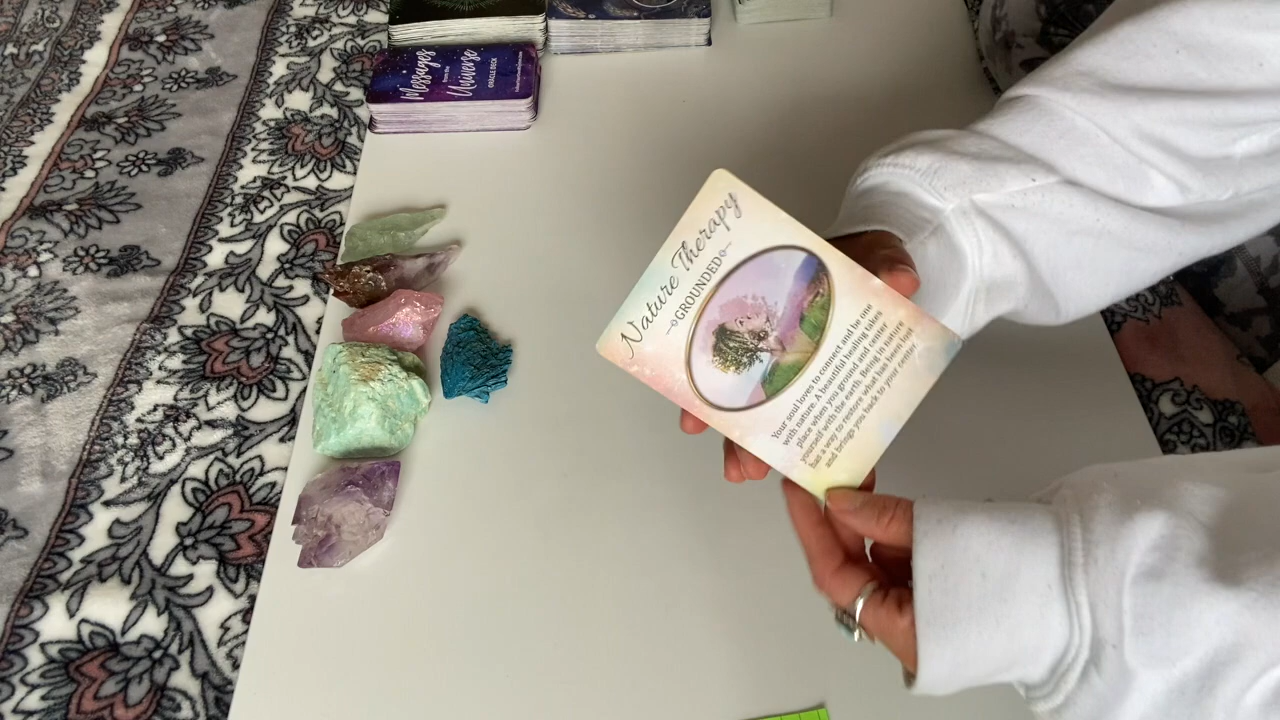 Messages
from the
Universe
ORACLE DECK
Nature Therapy
GROUNDED
Your soul loves to connect and be one
with nature. A beautiful healing takes
place when you ground and center
yourself with the earth. Being in nature
has a way to restore what has been lost
and brings you back to your center.